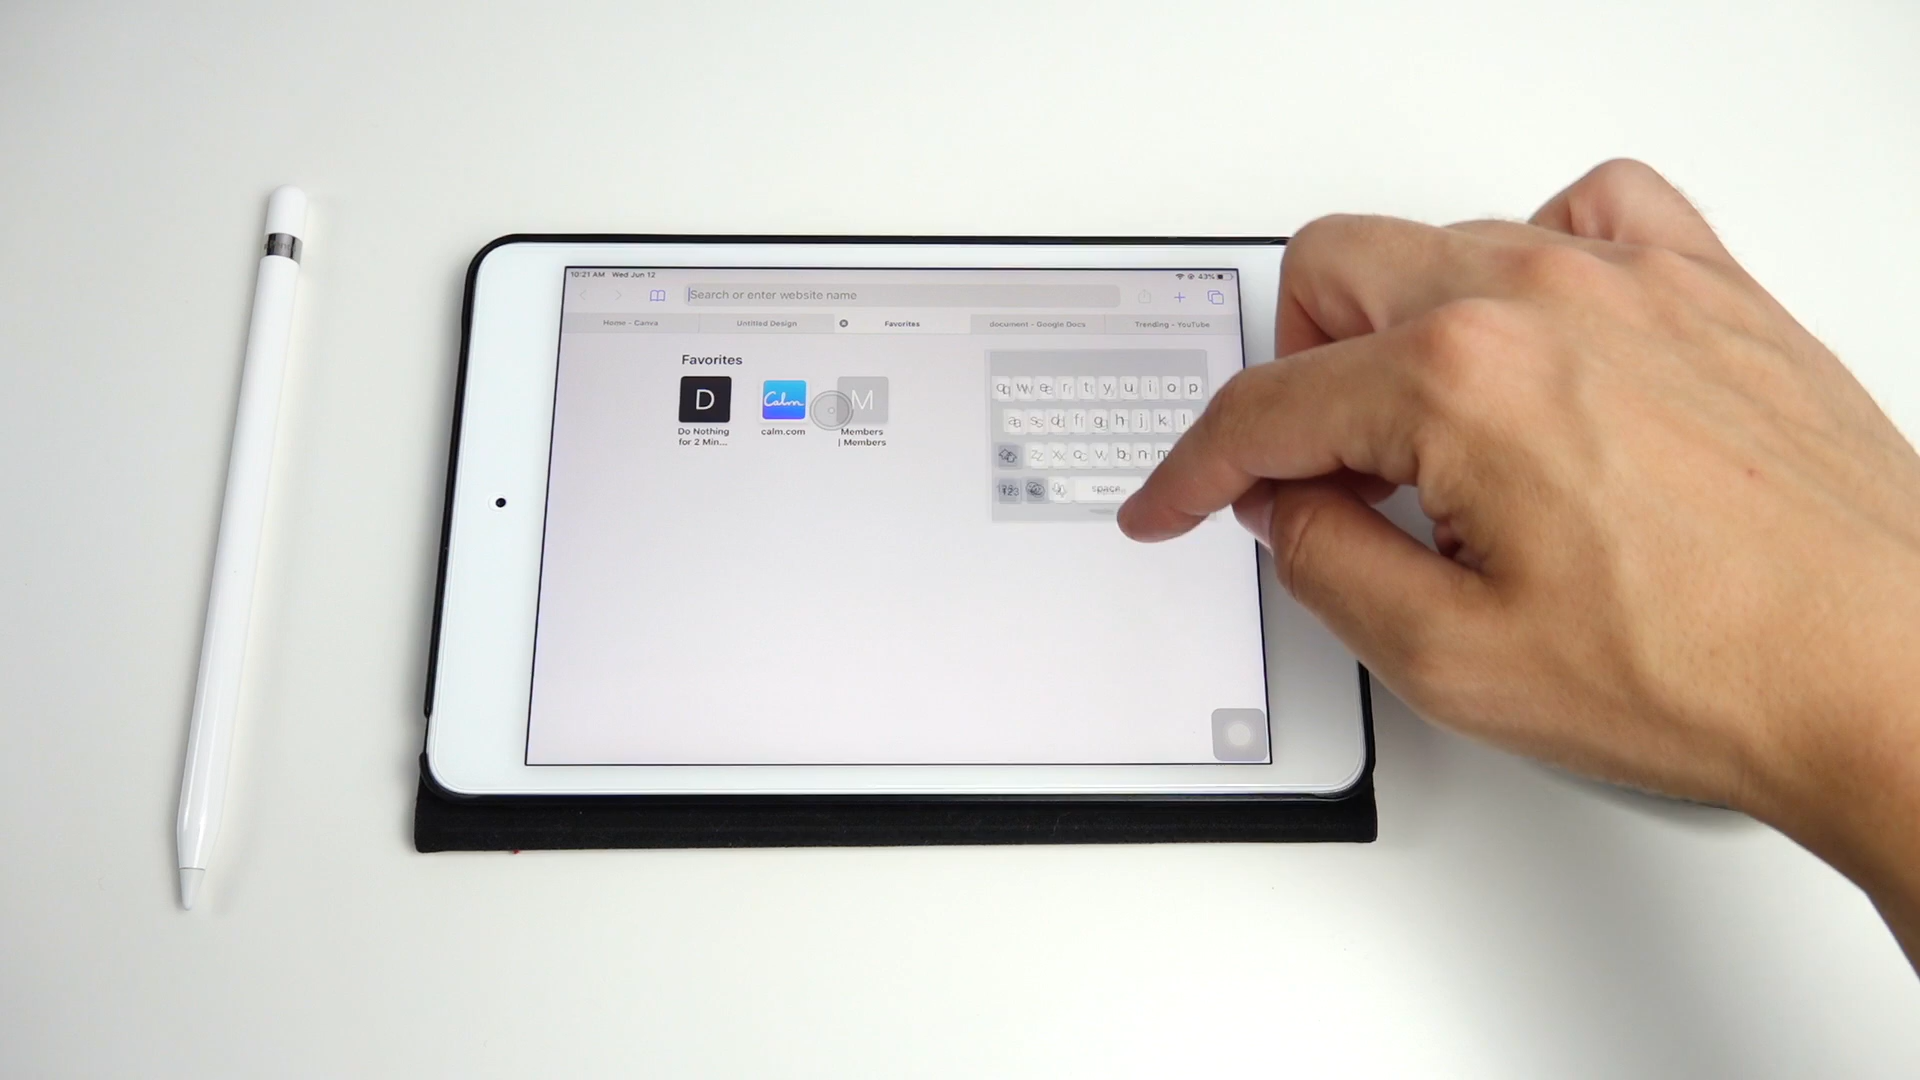 10:21 AM Wed Jun 12
43%
Search or enter website name
Home - Canva
Untitled Design
Favorites
document - Google Docs
Trending - YouTube
Favorites
D
Calm
M
Do Nothing
for 2 Min...
calm.com
Members
| Members
q w e r t y u i o p
a s d f g h j k l
z x c v b n m
123
space